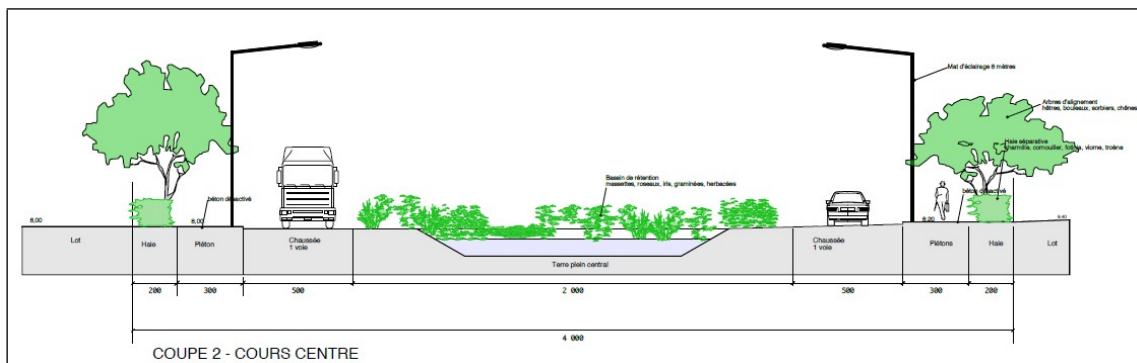 Mat d'éclairage 8 mètres
Arbres d'alignement
hêtres, bouleaux, sorbiers, chênes
Haie séparative
charmille, cornouiller, viorne, troène
Bassin de rétention
massettes, roseaux, iris, graminées, herbacées
béton désactivé
béton désactivé
8,00
8,00
8,20
8,40
Lot
Haie
Piéton
Chaussée
1 voie
Terre plein central
Chaussée
1 voie
Piétons
Haie
Lot
200
300
500
2 000
500
300
200
4 000
COUPE 2 - COURS CENTRE